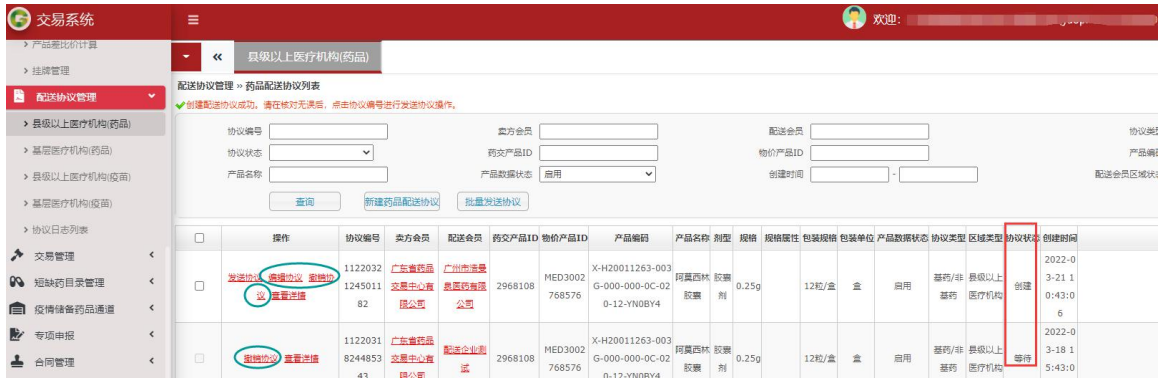 交易系统
欢迎:
产品差比价计算
挂牌管理
配送协议管理
县级以上医疗机构(药品)
基层医疗机构(药品)
县级以上医疗机构(疫苗)
基层医疗机构(疫苗)
协议日志列表
交易管理
短缺药目录管理
疫情储备药品通道
专项申报
合同管理
县级以上医疗机构(药品)
配送协议管理 » 药品配送协议列表
创建配送协议成功。请在核对无误后，点击协议编号进行发送协议操作。
协议编号 卖方会员 配送会员 协议类型
协议状态 药交产品ID 物价产品ID 产品编码
产品名称 产品数据状态 启用 创建时间 - 配送会员区域状态
查询 新建药品配送协议 批量发送协议
操作 协议编号 卖方会员 配送会员 药交产品ID 物价产品ID 产品编码 产品名称 剂型 规格 规格属性 包装规格 包装单位 产品数据状态 协议类型 区域类型 协议状态 创建时间
发送协议 编辑协议 撤销协
议 查看详情
1122032
1245011
82
广东省药品
交易中心有
限公司
2968108
MED3002
768576
X-H20011263-003
G-000-000-0C-02
0-12-YN0BY4
阿莫西林
胶囊
胶囊
剂
0.25g
12粒/盒
盒
启用
基药/非
基药
县级以上
医疗机构
创建
2022-0
3-21 1
0:43:0
6
撤销协议 查看详情
1122031
8244853
43
广东省药品
交易中心有
限公司
配送企业测
试
2968108
MED3002
768576
X-H20011263-003
G-000-000-0C-02
0-12-YN0BY4
阿莫西林
胶囊
胶囊
剂
0.25g
12粒/盒
盒
启用
基药/非
基药
县级以上
医疗机构
等待
2022-0
3-18 1
5:43:0